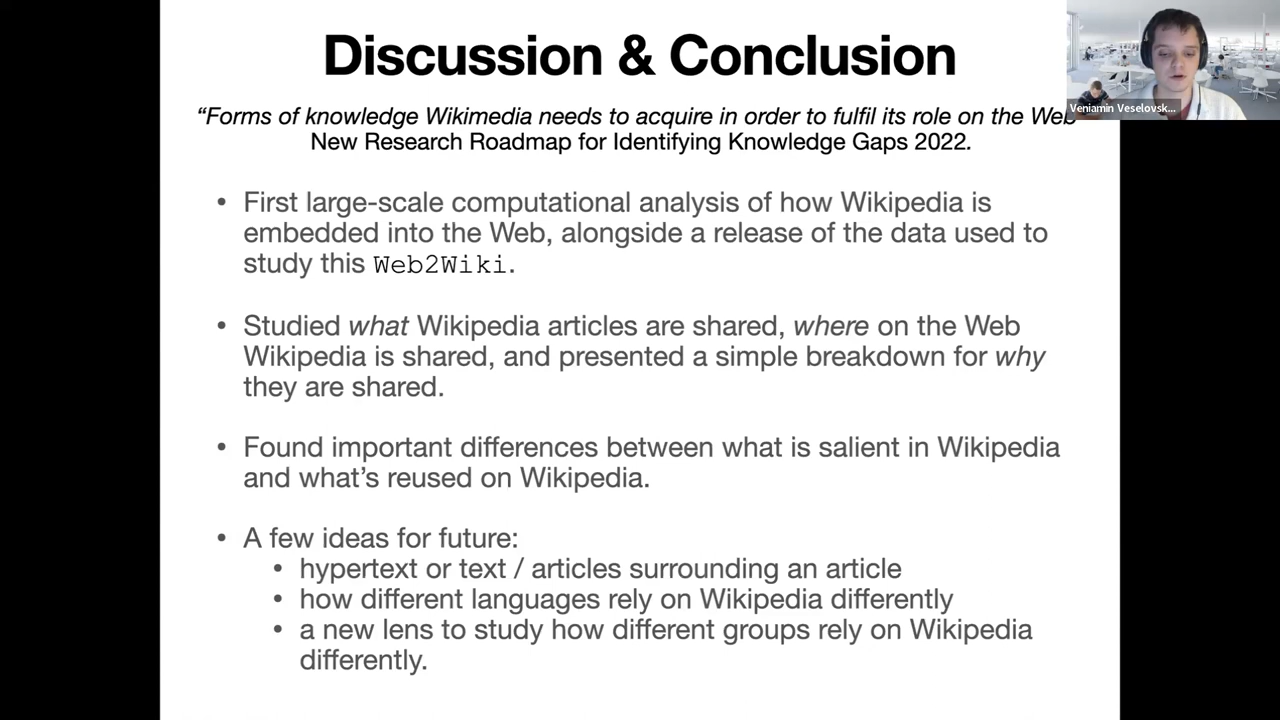 Discussion & Conclusion
“Forms of knowledge Wikimedia needs to acquire in order to fulfil its role on the Web
New Research Roadmap for Identifying Knowledge Gaps 2022.
• First large-scale computational analysis of how Wikipedia is
embedded into the Web, alongside a release of the data used to
study this Web2Wiki.
• Studied what Wikipedia articles are shared, where on the Web
Wikipedia is shared, and presented a simple breakdown for why
they are shared.
• Found important differences between what is salient in Wikipedia
and what’s reused on Wikipedia.
• A few ideas for future:
• hypertext or text / articles surrounding an article
• how different languages rely on Wikipedia differently
• a new lens to study how different groups rely on Wikipedia
differently.
Veniamin Veselovsk...